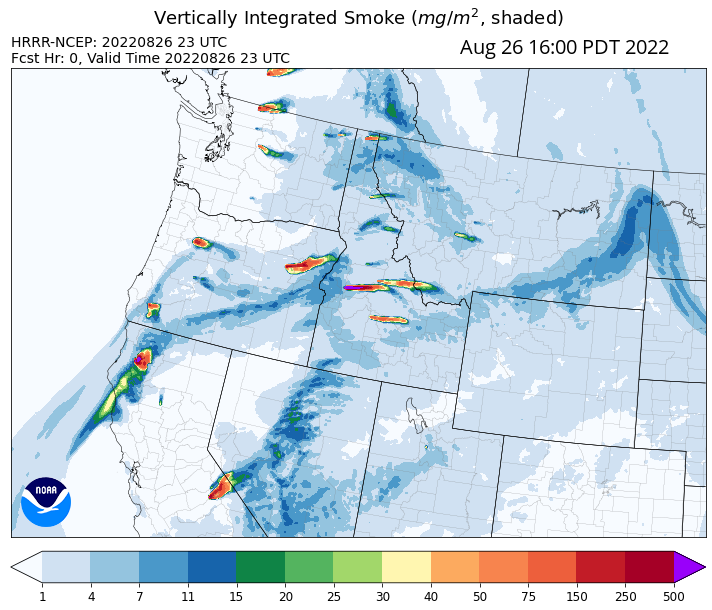 Vertically Integrated Smoke (mg/m², shaded)
HRRR-NCEP: 20220826 23 UTC
Aug 26 16:00 PDT 2022
Fcst Hr: 0, Valid Time 20220826 23 UTC
NOAA
1 4 7 11 15 20 25 30 40 50 75 150 250 500